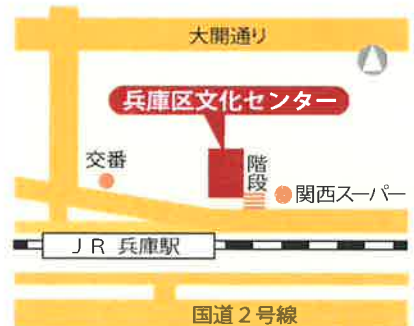 大開通り
兵庫区文化センター
交番
階段
関西スーパー
JR 兵庫駅
国道2号線